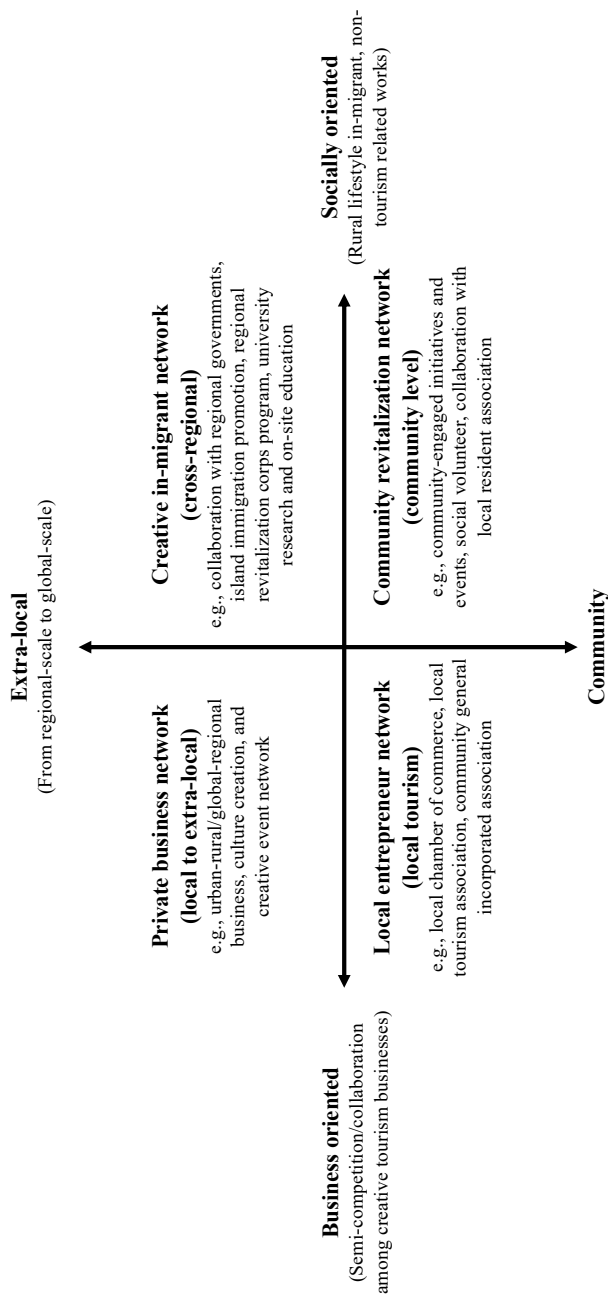 Extra-local
(From regional-scale to global-scale)
Private business network
(local to extra-local)
e.g., urban-rural/global-regional
business, culture creation, and
creative event network
Creative in-migrant network
(cross-regional)
e.g., collaboration with regional governments,
island immigration promotion, regional
revitalization corps program, university
research and on-site education
Business oriented
(Semi-competition/collaboration
among creative tourism businesses)
Socially oriented
(Rural lifestyle in-migrant, non-
tourism related works)
Local entrepreneur network
(local tourism)
e.g., local chamber of commerce, local
tourism association, community general
incorporated association
Community revitalization network
(community level)
e.g., community-engaged initiatives and
events, social volunteer, collaboration with
local resident association
Community